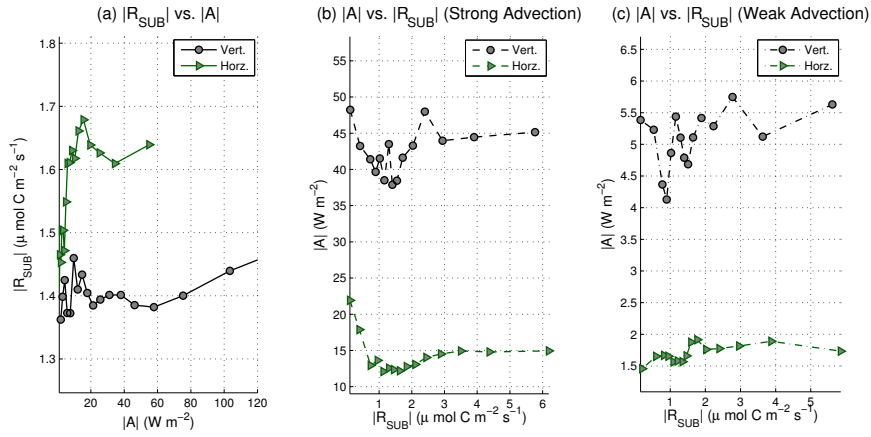 (a) |R_SUB| vs. |A|
1.8
1.7
1.6
1.5
1.4
1.3
|R_SUB| (μ mol C m⁻² s⁻¹)
Vert.
Horz.
20 40 60 80 100 120
|A| (W m⁻²)
(b) |A| vs. |R_SUB| (Strong Advection)
55
50
45
40
35
30
25
20
15
10
|A| (W m⁻²)
Vert.
Horz.
0 1 2 3 4 5 6
|R_SUB| (μ mol C m⁻² s⁻¹)
(c) |A| vs. |R_SUB| (Weak Advection)
6.5
6
5.5
5
4.5
4
3.5
3
2.5
2
1.5
|A| (W m⁻²)
Vert.
Horz.
0 1 2 3 4 5
|R_SUB| (μ mol C m⁻² s⁻¹)